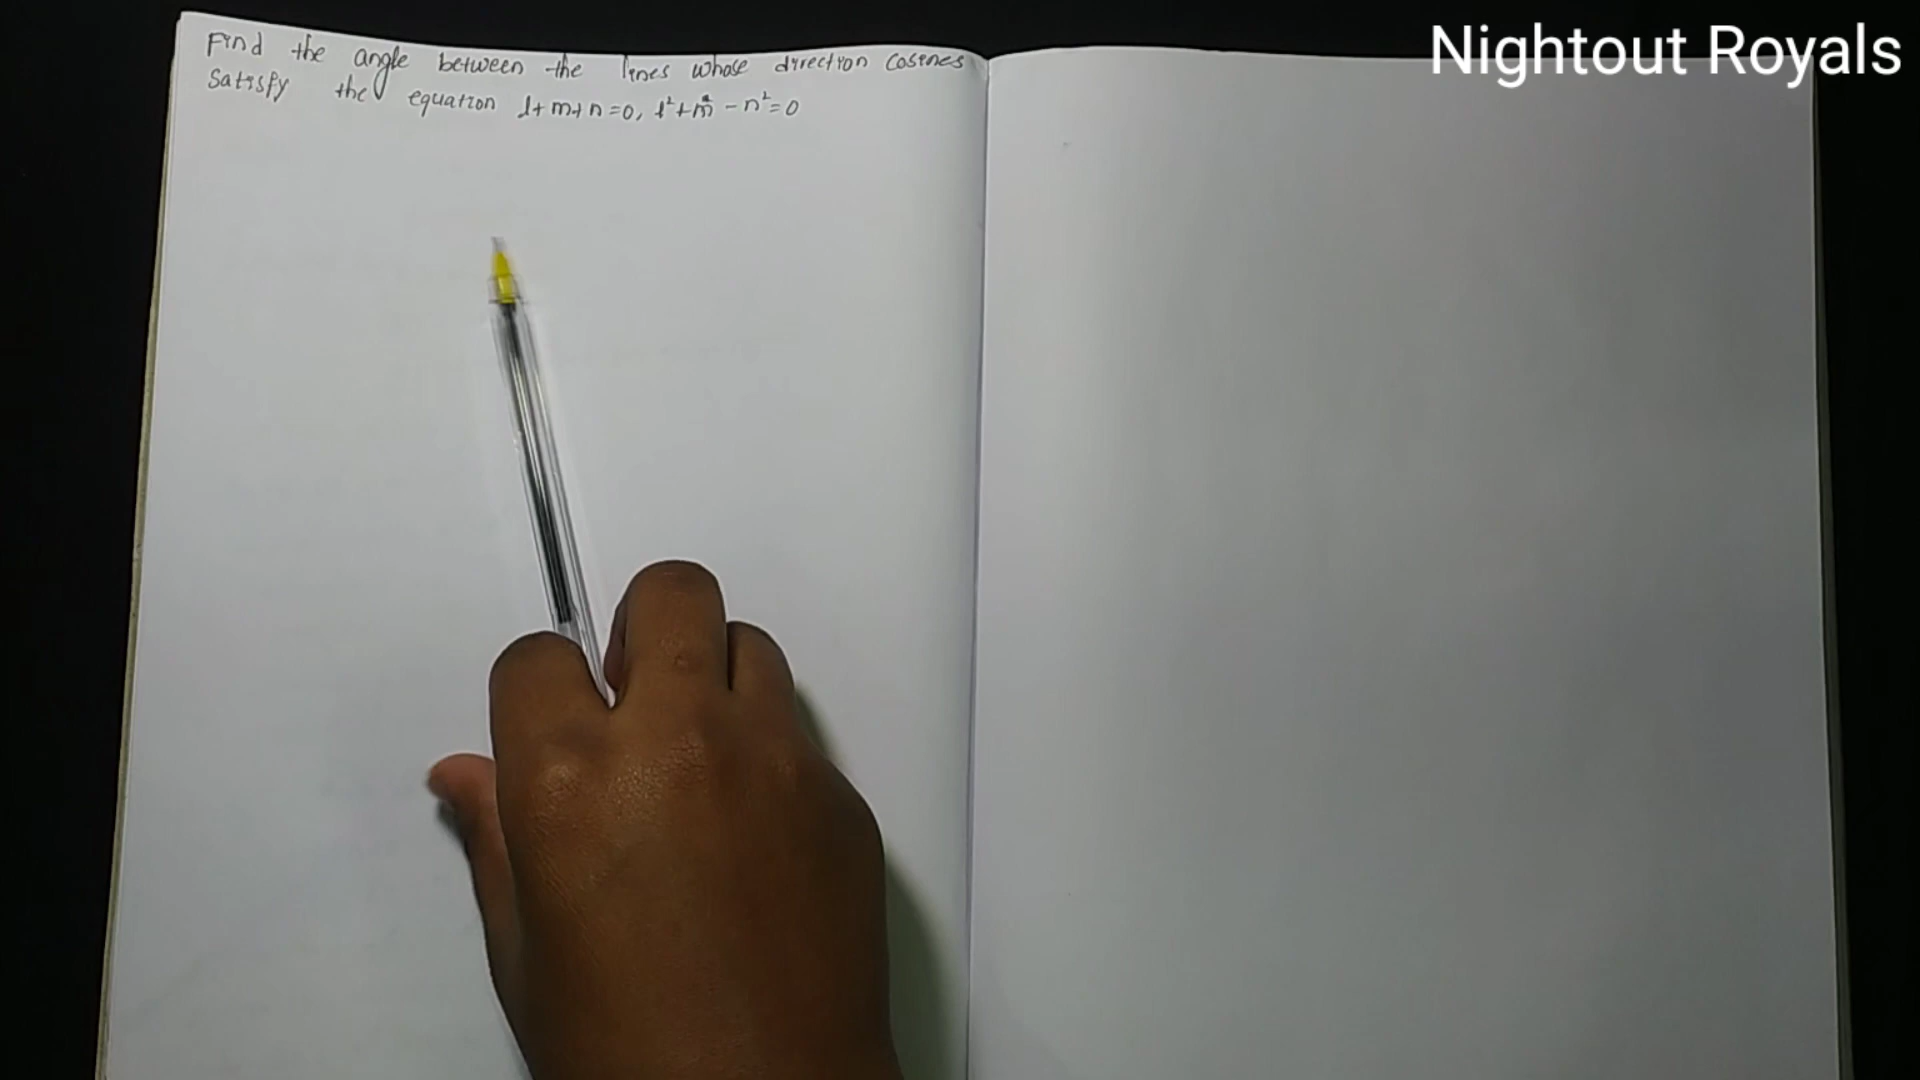 Nightout Royals
Find the angle between the lines whose direction cosines
Satisfy the equation l+m+n=0, l²+m²-n²=0